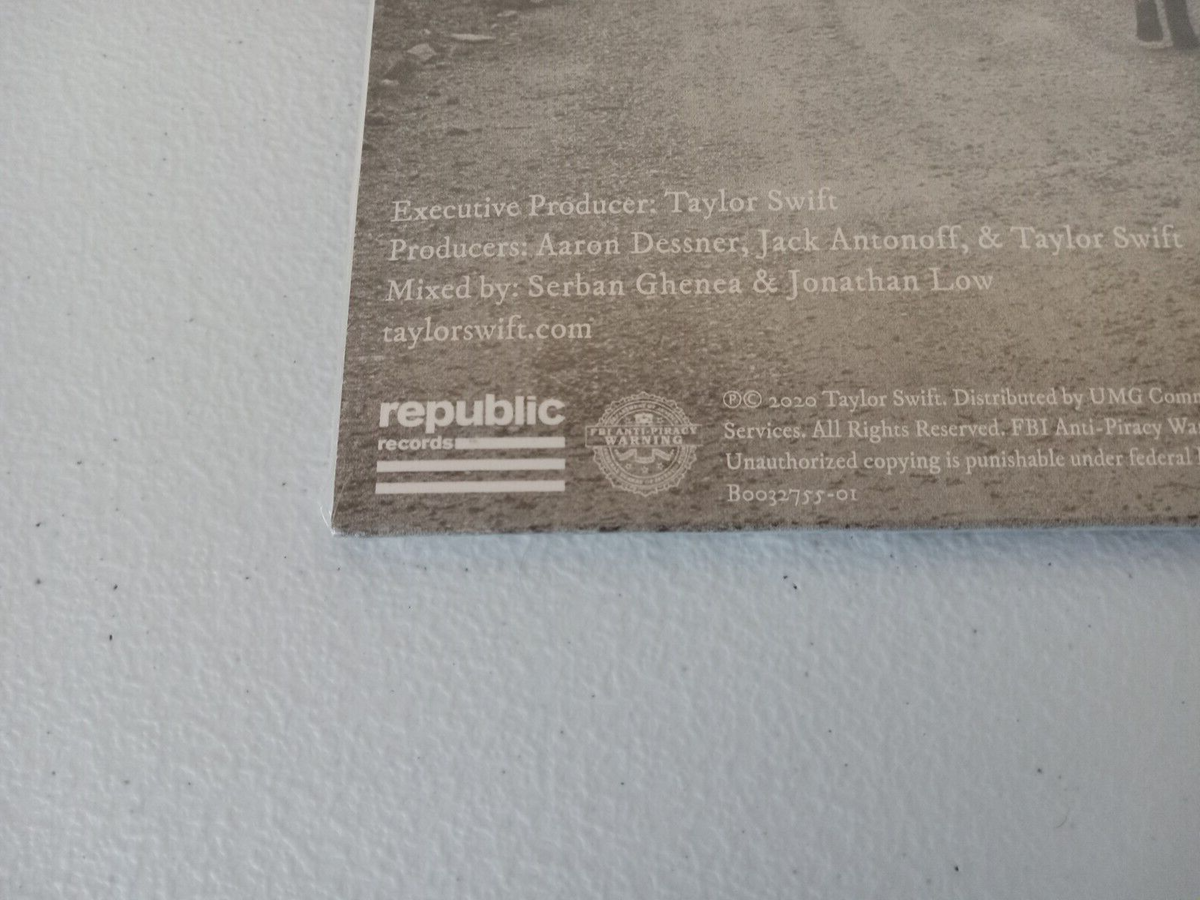 Executive Producer: Taylor Swift
Producers: Aaron Dessner, Jack Antonoff, & Taylor Swift
Mixed by: Serban Ghenea & Jonathan Low
taylorswift.com
republic
records
FBI ANTI-PIRACY
WARNING
Ⓟ© 2020 Taylor Swift. Distributed by UMG
Services. All Rights Reserved. FBI Anti-Piracy
Unauthorized copying is punishable under federal
B0032755-01